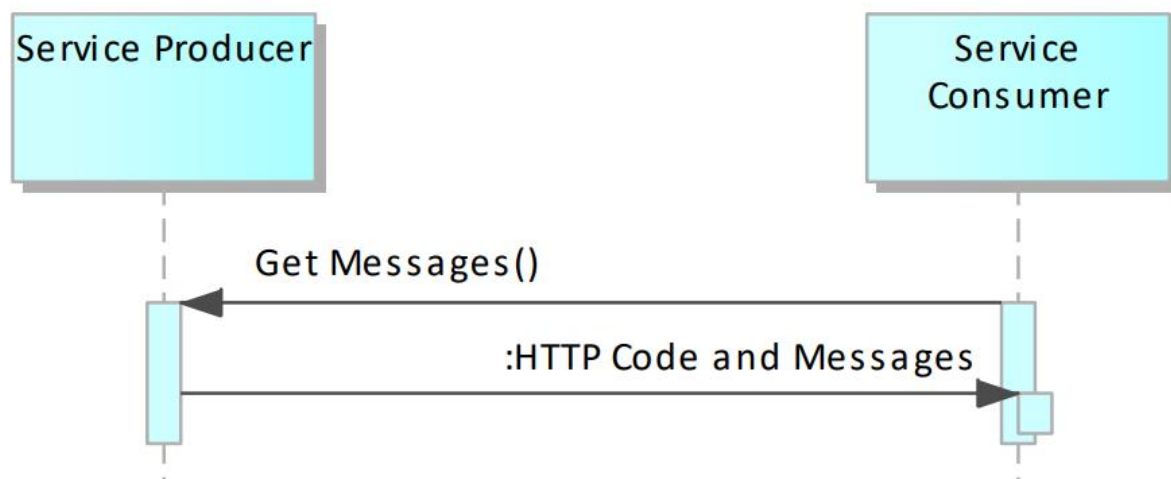 Service Producer
Service
Consumer
Get Messages()
:HTTP Code and Messages